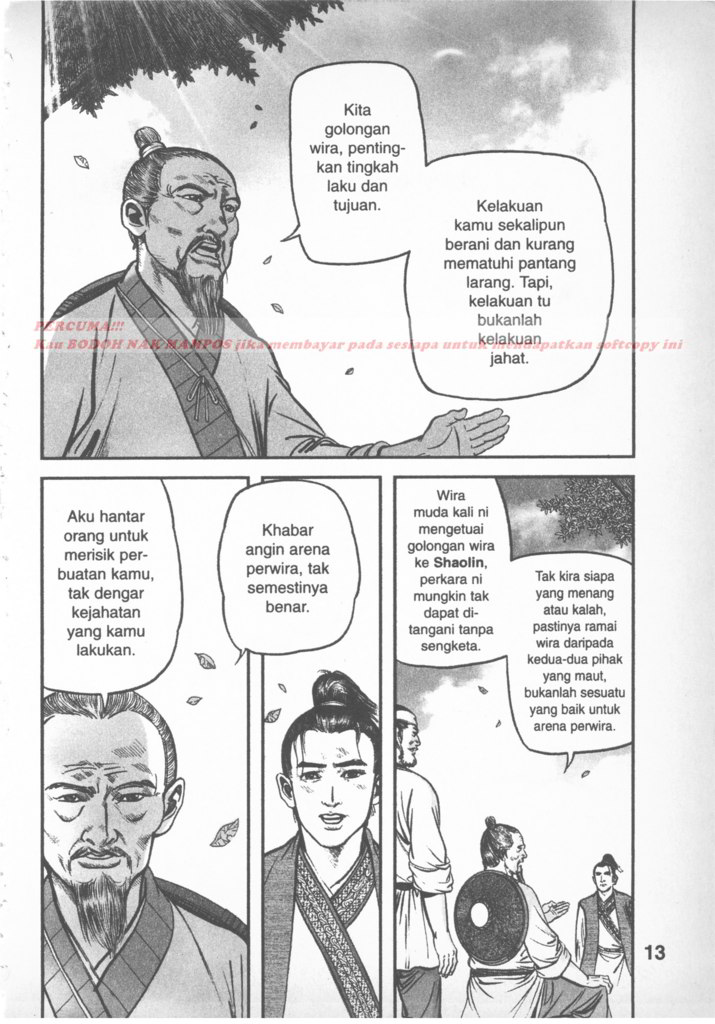 Kita
golongan
wira, penting-
kan tingkah
laku dan
tujuan.
Kelakuan
kamu sekalipun
berani dan kurang
mematuhi pantang
larang. Tapi,
kelakuan tu
bukanlah
kelakuan
jahat.
PERCUMA!!!
Kau BODOH NAK MAMPOS jika membayar pada sesiapa untuk mendapatkan softcopy ini
Aku hantar
orang untuk
merisik per-
buatan kamu,
tak dengar
kejahatan
yang kamu
lakukan.
Khabar
angin arena
perwira, tak
semestinya
benar.
Wira
muda kali ni
mengetuai
golongan wira
ke Shaolin,
perkara ni
mungkin tak
dapat di-
tangani tanpa
sengketa.
Tak kira siapa
yang menang
atau kalah,
pastinya ramai
wira daripada
kedua-dua pihak
yang maut,
bukanlah sesuatu
yang baik untuk
arena perwira.
13